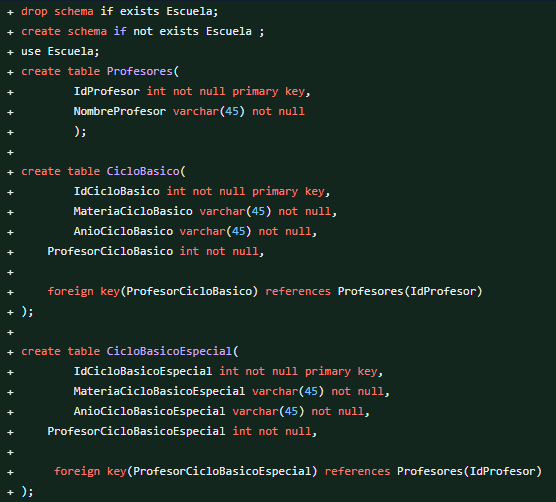 + drop schema if exists Escuela;
+ create schema if not exists Escuela ;
+ use Escuela;
+ create table Profesores(
+         IdProfesor int not null primary key,
+         NombreProfesor varchar(45) not null
+         );
+
+ create table CicloBasico(
+         IdCicloBasico int not null primary key,
+         MateriaCicloBasico varchar(45) not null,
+         AnioCicloBasico varchar(45) not null,
+     ProfesorCicloBasico int not null,
+
+     foreign key(ProfesorCicloBasico) references Profesores(IdProfesor)
+ );
+
+ create table CicloBasicoEspecial(
+         IdCicloBasicoEspecial int not null primary key,
+         MateriaCicloBasicoEspecial varchar(45) not null,
+         AnioCicloBasicoEspecial varchar(45) not null,
+     ProfesorCicloBasicoEspecial int not null,
+
+      foreign key(ProfesorCicloBasicoEspecial) references Profesores(IdProfesor)
+ );